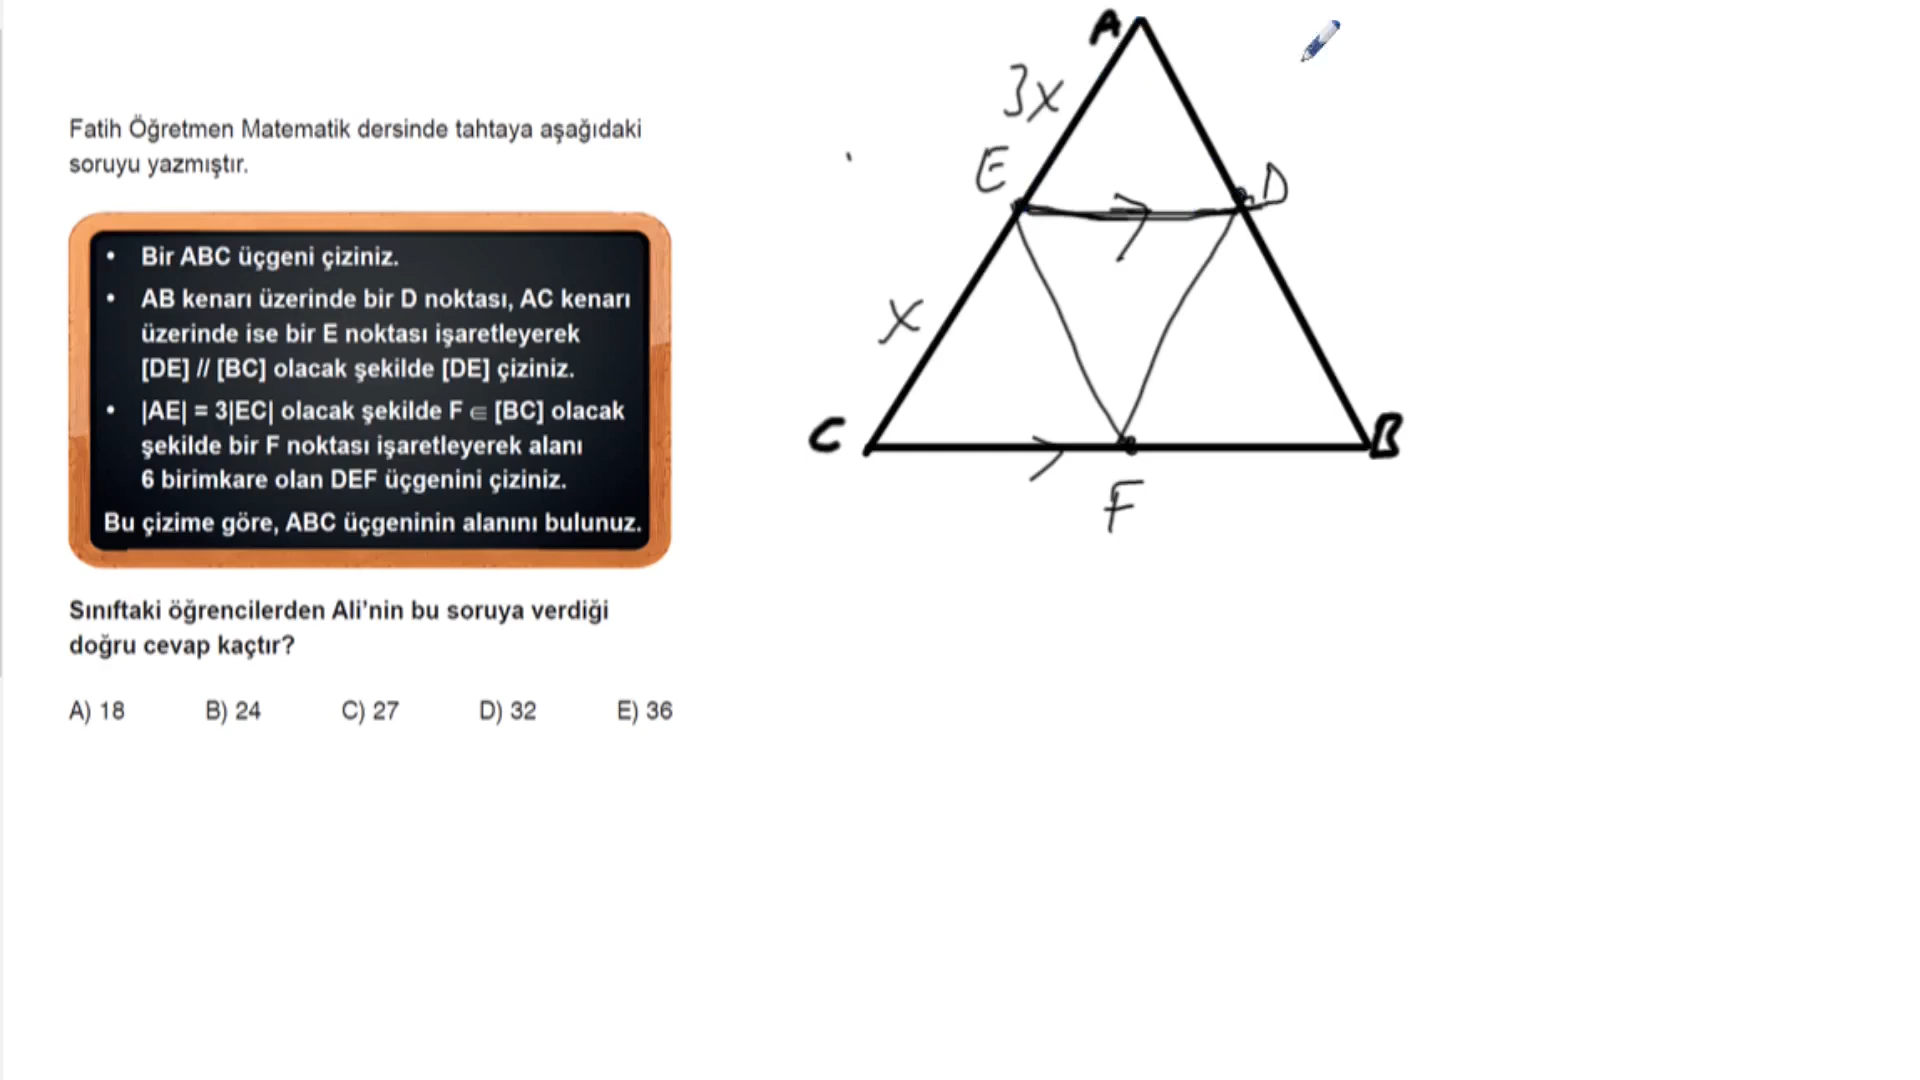 Fatih Öğretmen Matematik dersinde tahtaya aşağıdaki
soruyu yazmıştır.
• Bir ABC üçgeni çiziniz.
• AB kenarı üzerinde bir D noktası, AC kenarı
üzerinde ise bir E noktası işaretleyerek
[DE] // [BC] olacak şekilde [DE] çiziniz.
• |AE| = 3|EC| olacak şekilde F ∈ [BC] olacak
şekilde bir F noktası işaretleyerek alanı
6 birimkare olan DEF üçgenini çiziniz.
Bu çizime göre, ABC üçgeninin alanını bulunuz.
Sınıftaki öğrencilerden Ali’nin bu soruya verdiği
doğru cevap kaçtır?
A) 18 B) 24 C) 27 D) 32 E) 36
A
3x
E
D
x
C
B
F